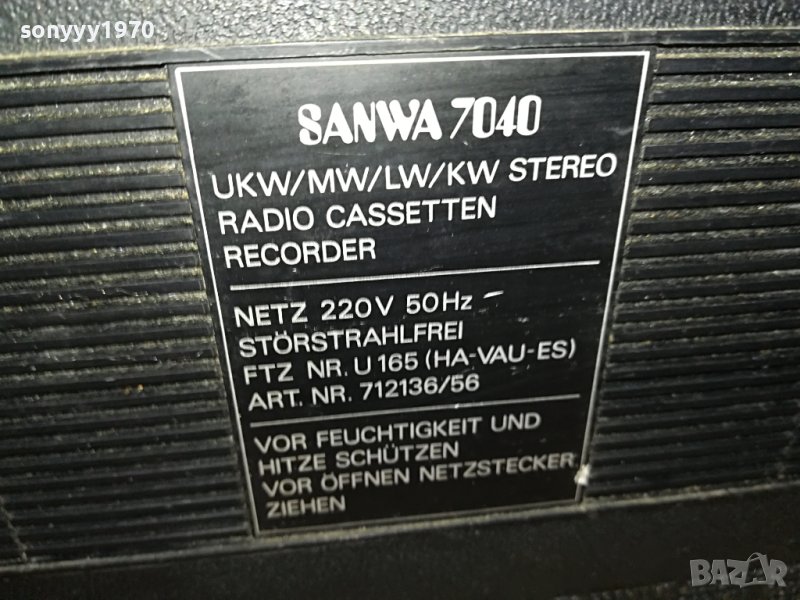 sonyyy1970
SANWA 7040
UKW/MW/LW/KW STEREO
RADIO CASSETTEN
RECORDER
NETZ 220V 50Hz
STÖRSTRAHLFREI
FTZ NR. U 165 (HA-VAU-ES)
ART. NR. 712136/56
VOR FEUCHTIGKEIT UND
HITZE SCHÜTZEN
VOR ÖFFNEN NETZSTECKER
ZIEHEN
BAZAR